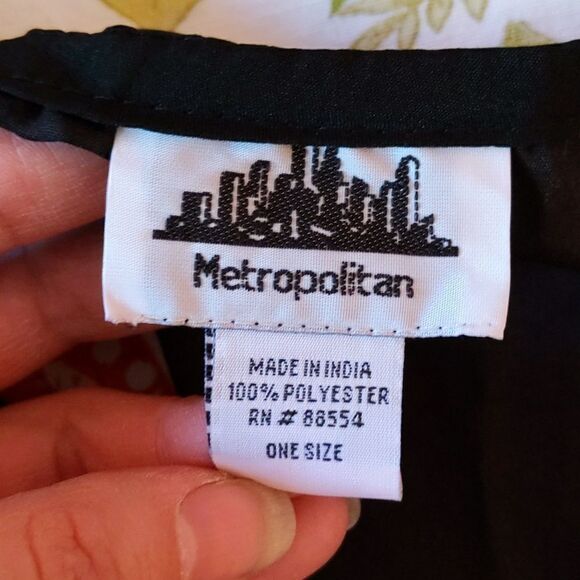 Metropolitan
MADE IN INDIA
100% POLYESTER
RN # 88554
ONE SIZE